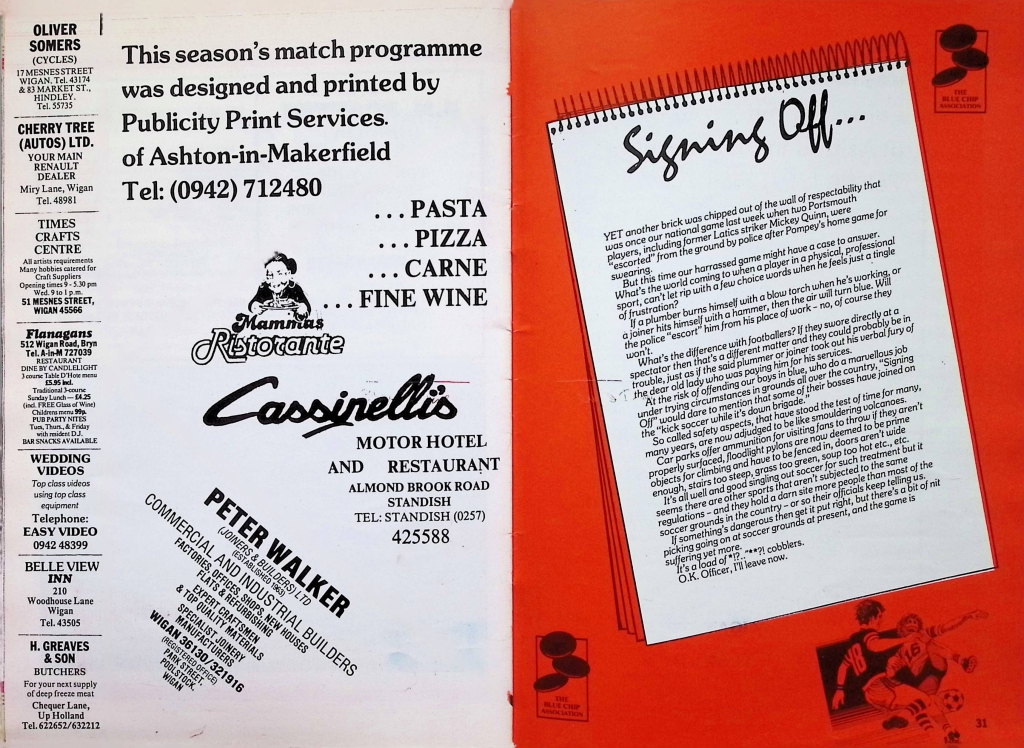 OLIVER
SOMERS
(CYCLES)
17 MESNES STREET
WIGAN. Tel. 43174
& 83 MARKET ST.,
HINDLEY.
Tel. 55735
CHERRY TREE
(AUTOS) LTD.
YOUR MAIN
RENAULT
DEALER
Miry Lane, Wigan
Tel. 48981
TIMES
CRAFTS
CENTRE
All artists requirements
Many hobbies catered for
Craft Suppliers
Opening times 9 - 5.30 pm
Wed. 9 to 1 p.m.
51 MESNES STREET,
WIGAN 45566
Flanagans
512 Wigan Road, Bryn
Tel. A-in-M 727039
RESTAURANT
DINE BY CANDLELIGHT
3 course Table D'Hote menu
£5.95 incl.
Traditional 3-course
Sunday Lunch — £4.25
(incl. FREE Glass of Wine)
Childrens menu 99p.
PUB PARTY NITES
Tues, Thurs., & Friday
with resident D.J.
BAR SNACKS AVAILABLE
WEDDING
VIDEOS
Top class videos
using top class
equipment
Telephone:
EASY VIDEO
0942 48399
BELLE VIEW
INN
210
Woodhouse Lane
Wigan
Tel. 43505
H. GREAVES
& SON
BUTCHERS
For your next supply
of deep freeze meat
Chequer Lane,
Up Holland
Tel. 622652/632212
This season's match programme
was designed and printed by
Publicity Print Services.
of Ashton-in-Makerfield
Tel: (0942) 712480
...PASTA
...PIZZA
...CARNE
...FINE WINE
Mammas
Ristorante
Cassinelli's
MOTOR HOTEL
AND RESTAURANT
ALMOND BROOK ROAD
STANDISH
TEL: STANDISH (0257)
425588
PETER WALKER
(JOINERS & BUILDERS) LTD
(ESTABLISHED 1963)
COMMERCIAL AND INDUSTRIAL BUILDERS
FACTORIES, OFFICES, SHOPS, NEW HOUSES
FLATS & REFURBISHING
EXPERT CRAFTSMEN
& TOP QUALITY MATERIALS
SPECIALIST JOINERY
MANUFACTURERS
WIGAN 36130/321916
(REGISTERED OFFICE)
PARK STREET,
POOLSTOCK,
WIGAN
THE
BLUE CHIP
ASSOCIATION
Signing Off...
YET another brick was chipped out of the wall of respectability that
was once our national game last week when two Portsmouth
players, including former Latics striker Mickey Quinn, were
"escorted" from the ground by police after Pompey's home game for
swearing.
But this time our harrassed game might have a case to answer.
What's the world coming to when a player in a physical, professional
sport, can't let rip with a few choice words when he feels just a tingle
of frustration?
If a plumber burns himself with a blow torch when he's working, or
a joiner hits himself with a hammer, then the air will turn blue. Will
the police "escort" him from his place of work – no, of course they
won't.
What's the difference with footballers? If they swore directly at a
spectator then that's a different matter and they could probably be in
trouble, just as if the said plummer or joiner took out his verbal fury of
the dear old lady who was paying him for his services.
At the risk of offending our boys in blue, who do a marvellous job
under trying circumstances in grounds all over the country, "Signing
Off" would dare to mention that some of their bosses have joined on
the "kick soccer while it's down brigade."
So called safety aspects, that have stood the test of time for many,
many years, are now adjudged to be like smouldering volcanoes.
Car parks offer ammunition for visiting fans to throw if they aren't
properly surfaced, floodlight pylons are now deemed to be prime
objects for climbing and have to be fenced in, doors aren't wide
enough, stairs too steep, grass too green, soup too hot etc., etc.
It's all well and good singling out soccer for such treatment but it
seems there are other sports that aren't subjected to the same
regulations – and they hold a darn site more people than most of the
soccer grounds in the country – or so their officials keep telling us.
If something's dangerous then get it put right, but there's a bit of nit
picking going on at soccer grounds at present, and the game is
suffering yet more.
It's a load of *!?.."**?! cobblers.
O.K. Officer, I'll leave now.
THE
BLUE CHIP
ASSOCIATION
18
16
31